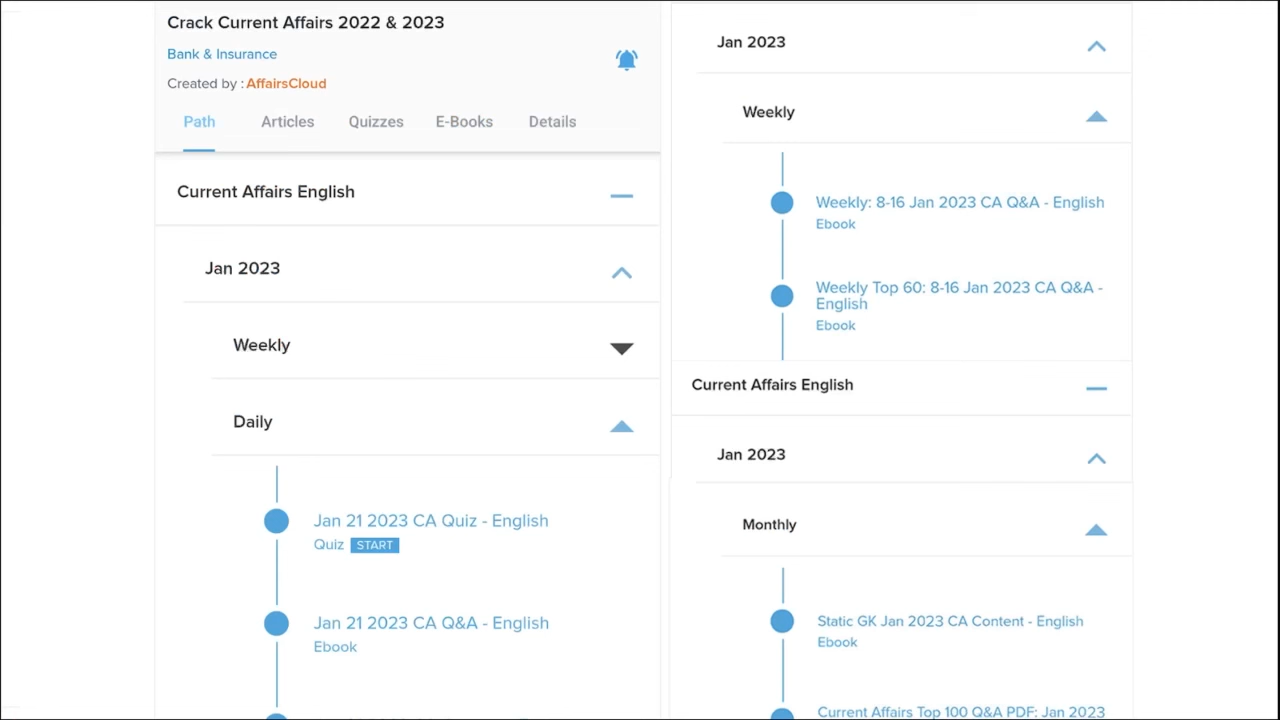 Crack Current Affairs 2022 & 2023
Bank & Insurance
Created by : AffairsCloud
Path Articles Quizzes E-Books Details
Current Affairs English
Jan 2023
Weekly
Daily
Jan 21 2023 CA Quiz - English
Quiz START
Jan 21 2023 CA Q&A - English
Ebook
Jan 2023
Weekly
Weekly: 8-16 Jan 2023 CA Q&A - English
Ebook
Weekly Top 60: 8-16 Jan 2023 CA Q&A -
English
Ebook
Current Affairs English
Jan 2023
Monthly
Static GK Jan 2023 CA Content - English
Ebook
Current Affairs Top 100 Q&A PDF: Jan 2023